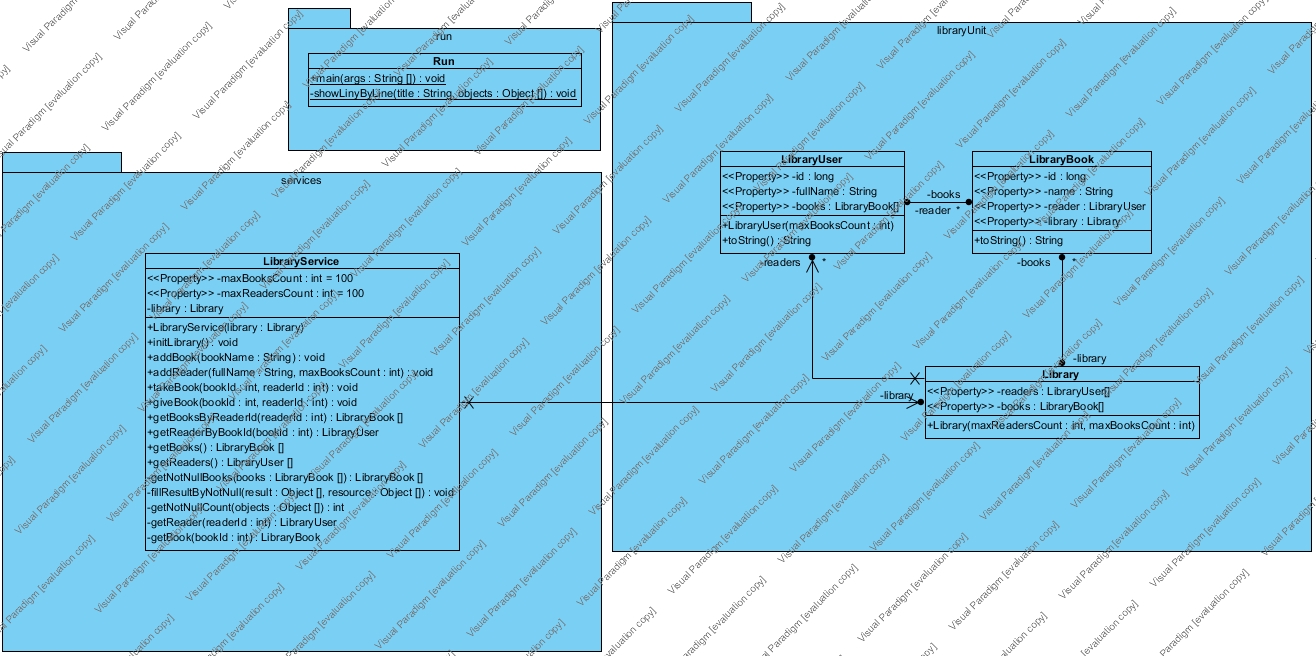 run
Run
-main(args : String []) : void
-showLinyByLine(title : String, objects : Object []) : void
services
LibraryService
<<Property>> -maxBooksCount : int = 100
<<Property>> -maxReadersCount : int = 100
-library : Library
+LibraryService(library : Library)
+initLibrary() : void
+addBook(bookName : String) : void
+addReader(fullName : String, maxBooksCount : int) : void
+takeBook(bookId : int, readerId : int) : void
+giveBook(bookId : int, readerId : int) : void
+getBooksByReaderId(readerId : int) : LibraryBook []
+getReaderByBookId(bookId : int) : LibraryUser
+getBooks() : LibraryBook []
+getReaders() : LibraryUser []
-getNotNullBooks(books : LibraryBook []) : LibraryBook []
-fillResultByNotNull(result : Object [], resource : Object []) : void
-getNotNullCount(objects : Object []) : int
-getReader(readerId : int) : LibraryUser
-getBook(bookId : int) : LibraryBook
libraryUnit
LibraryUser
<<Property>> -id : long
<<Property>> -fullName : String
<<Property>> -books : LibraryBook[]
+LibraryUser(maxBooksCount : int)
+toString() : String
-books
-reader *
LibraryBook
<<Property>> -id : long
<<Property>> -name : String
<<Property>> -reader : LibraryUser
<<Property>> -library : Library
+toString() : String
-readers *
-books *
-library
-library
Library
<<Property>> -readers : LibraryUser[]
<<Property>> -books : LibraryBook[]
+Library(maxReadersCount : int, maxBooksCount : int)
Visual Paradigm [evaluation copy]